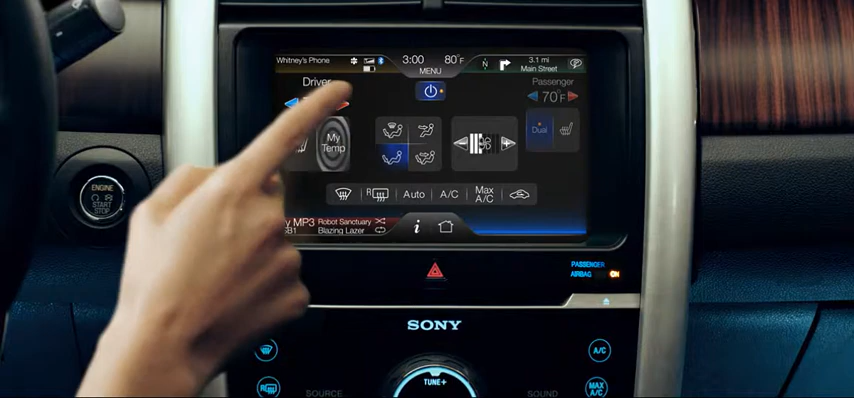 Whitney's Phone
3:00
80°F
MENU
N
3.1 mi
Main Street
Driver
Passenger
70°F
My
Temp
Dual
R
Auto
A/C
Max
A/C
MP3
Robot Sanctuary
Blazing Lazer
i
ENGINE
START
STOP
PASSENGER
AIRBAG
ON
SONY
A/C
R
TUNE+
MAX
A/C
SOURCE
SOUND